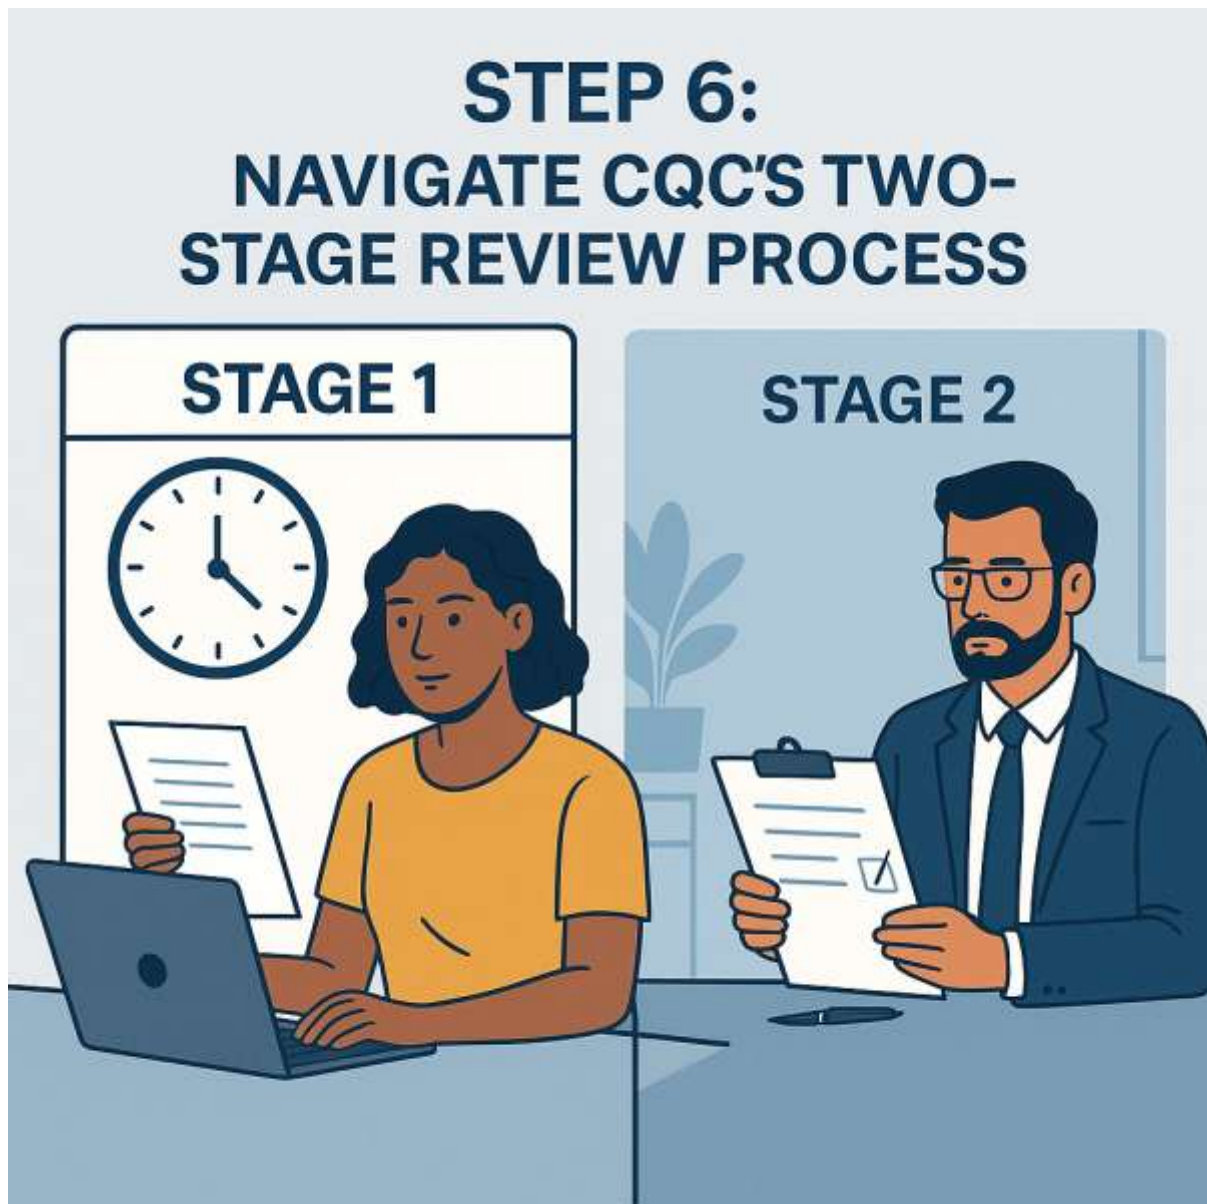 STEP 6:
NAVIGATE CQC'S TWO-
STAGE REVIEW PROCESS
STAGE 1
STAGE 2